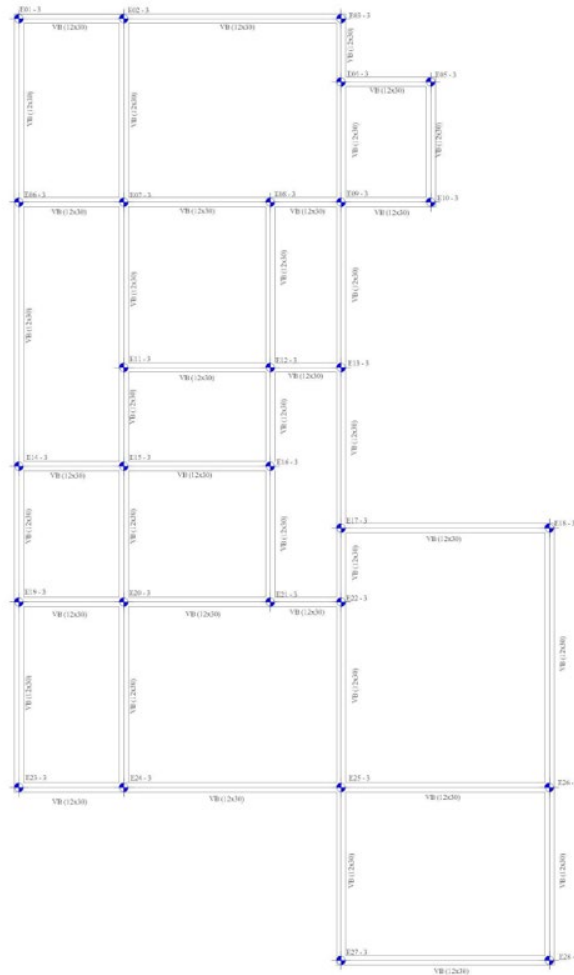 E01 - 3
E02 - 3
E03 - 3
VB (12x30)
VB (12x30)
VB (12x30)
E05 - 3
VB (12x30)
VB (12x30)
VB (12x30)
VB (12x30)
VB (12x30)
E06 - 3
E07 - 3
E08 - 3
E09 - 3
E10 - 3
VB (12x30)
VB (12x30)
VB (12x30)
VB (12x30)
VB (12x30)
VB (12x30)
VB (12x30)
VB (12x30)
E11 - 3
E12 - 3
E13 - 3
VB (12x30)
VB (12x30)
VB (12x30)
VB (12x30)
VB (12x30)
E14 - 3
E15 - 3
E16 - 3
VB (12x30)
VB (12x30)
E17 - 3
E18 - 3
VB (12x30)
VB (12x30)
VB (12x30)
VB (12x30)
VB (12x30)
E19 - 3
E20 - 3
E21 - 3
E22 - 3
VB (12x30)
VB (12x30)
VB (12x30)
VB (12x30)
VB (12x30)
VB (12x30)
VB (12x30)
E23 - 3
E24 - 3
E25 - 3
E26 -
VB (12x30)
VB (12x30)
VB (12x30)
VB (12x30)
VB (12x30)
E27 - 3
E28 -
VB (12x30)